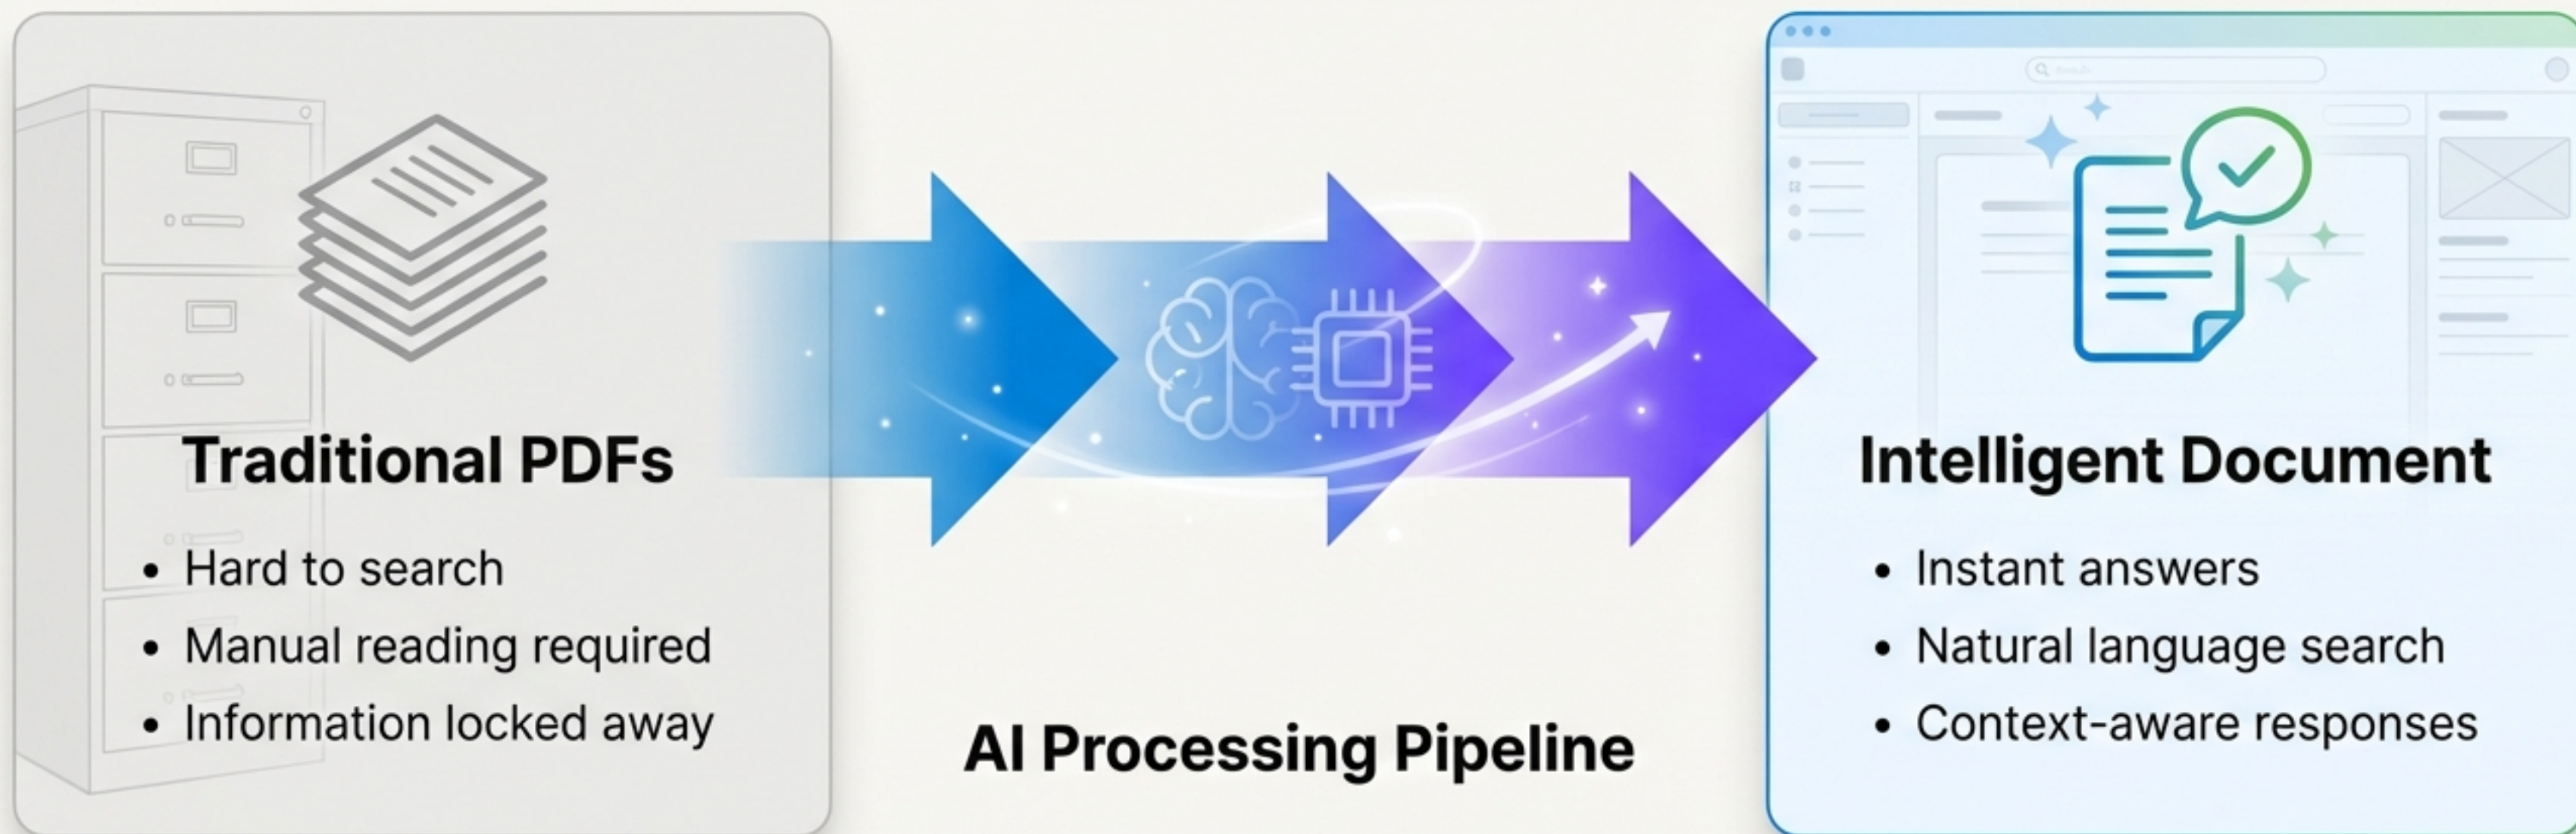 Traditional PDFs
• Hard to search
• Manual reading required
• Information locked away
AI Processing Pipeline
Intelligent Document
• Instant answers
• Natural language search
• Context-aware responses